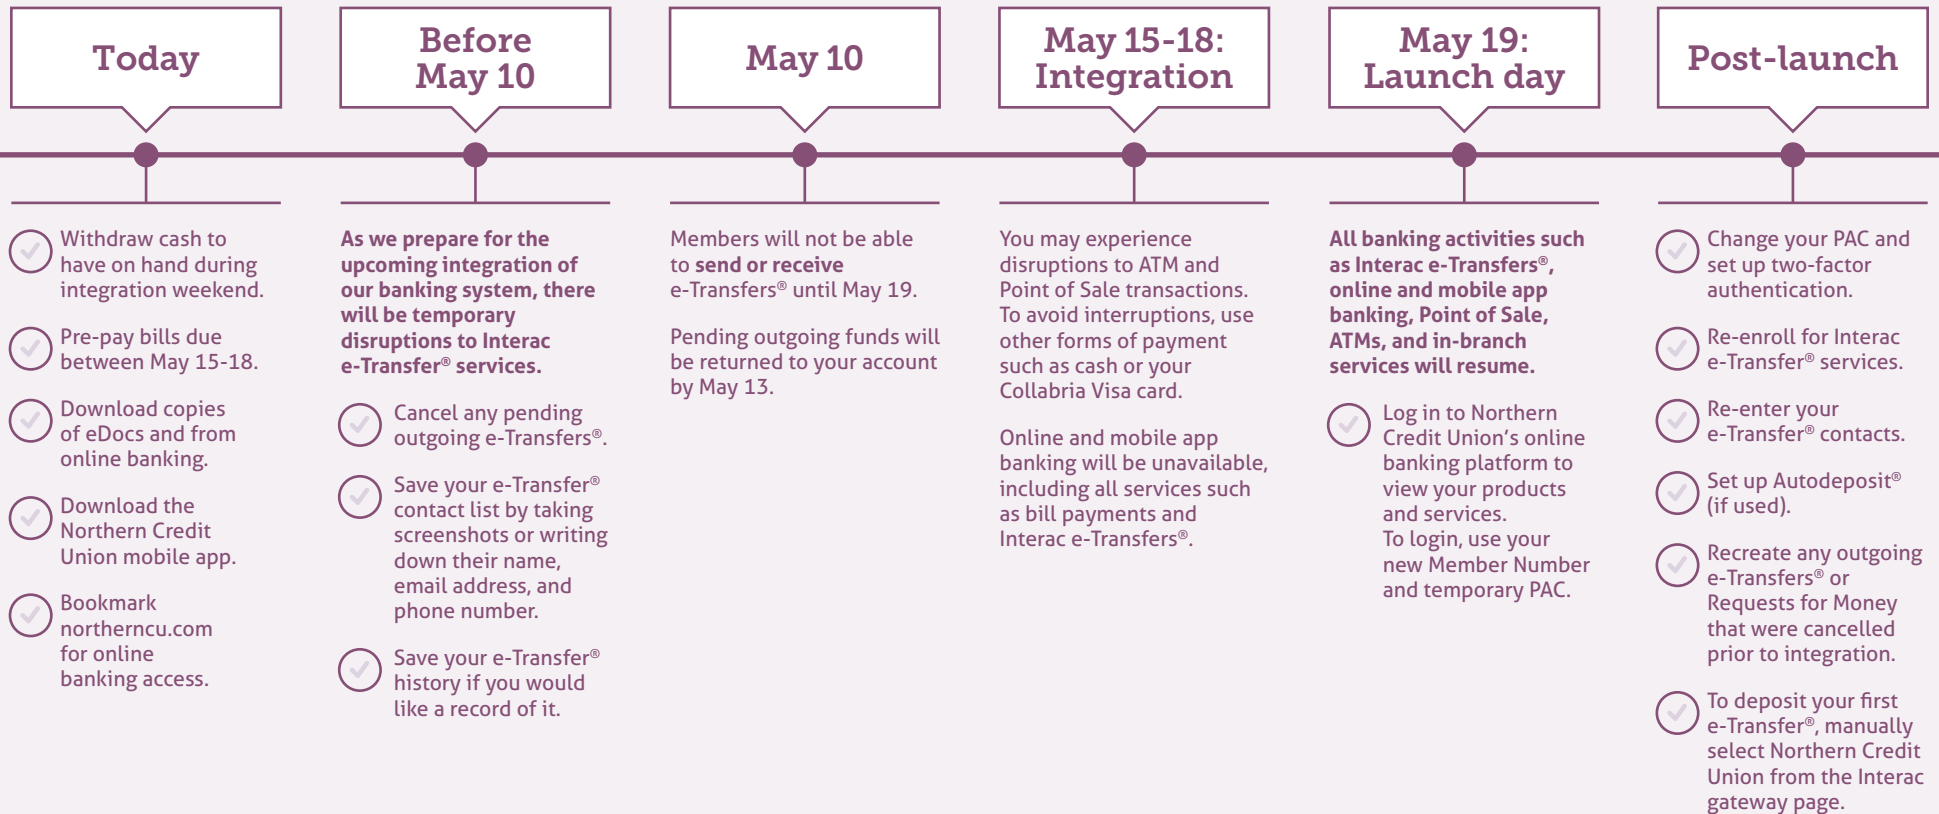 Today
Withdraw cash to
have on hand during
integration weekend.
Pre-pay bills due
between May 15-18.
Download copies
of eDocs and from
online banking.
Download the
Northern Credit
Union mobile app.
Bookmark
northerncu.com
for online
banking access.
Before
May 10
As we prepare for the
upcoming integration of
our banking system, there
will be temporary
disruptions to Interac
e-Transfer® services.
Cancel any pending
outgoing e-Transfers®.
Save your e-Transfer®
contact list by taking
screenshots or writing
down their name,
email address, and
phone number.
Save your e-Transfer®
history if you would
like a record of it.
May 10
Members will not be able
to send or receive
e-Transfers® until May 19.
Pending outgoing funds will
be returned to your account
by May 13.
May 15-18:
Integration
You may experience
disruptions to ATM and
Point of Sale transactions.
To avoid interruptions, use
other forms of payment
such as cash or your
Collabria Visa card.
Online and mobile app
banking will be unavailable,
including all services such
as bill payments and
Interac e-Transfers®.
May 19:
Launch day
All banking activities such
as Interac e-Transfers®,
online and mobile app
banking, Point of Sale,
ATMs, and in-branch
services will resume.
Log in to Northern
Credit Union's online
banking platform to
view your products
and services.
To login, use your
new Member Number
and temporary PAC.
Post-launch
Change your PAC and
set up two-factor
authentication.
Re-enroll for Interac
e-Transfer® services.
Re-enter your
e-Transfer® contacts.
Set up Autodeposit®
(if used).
Recreate any outgoing
e-Transfers® or
Requests for Money
that were cancelled
prior to integration.
To deposit your first
e-Transfer®, manually
select Northern Credit
Union from the Interac
gateway page.